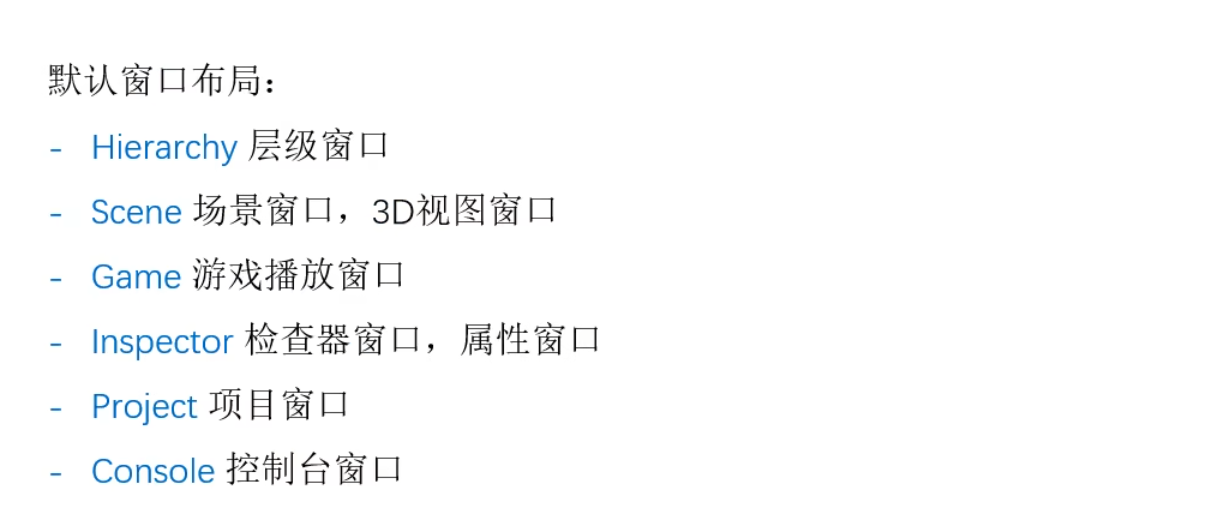 默认窗口布局：
- Hierarchy 层级窗口
- Scene 场景窗口，3D视图窗口
- Game 游戏播放窗口
- Inspector 检查器窗口，属性窗口
- Project 项目窗口
- Console 控制台窗口